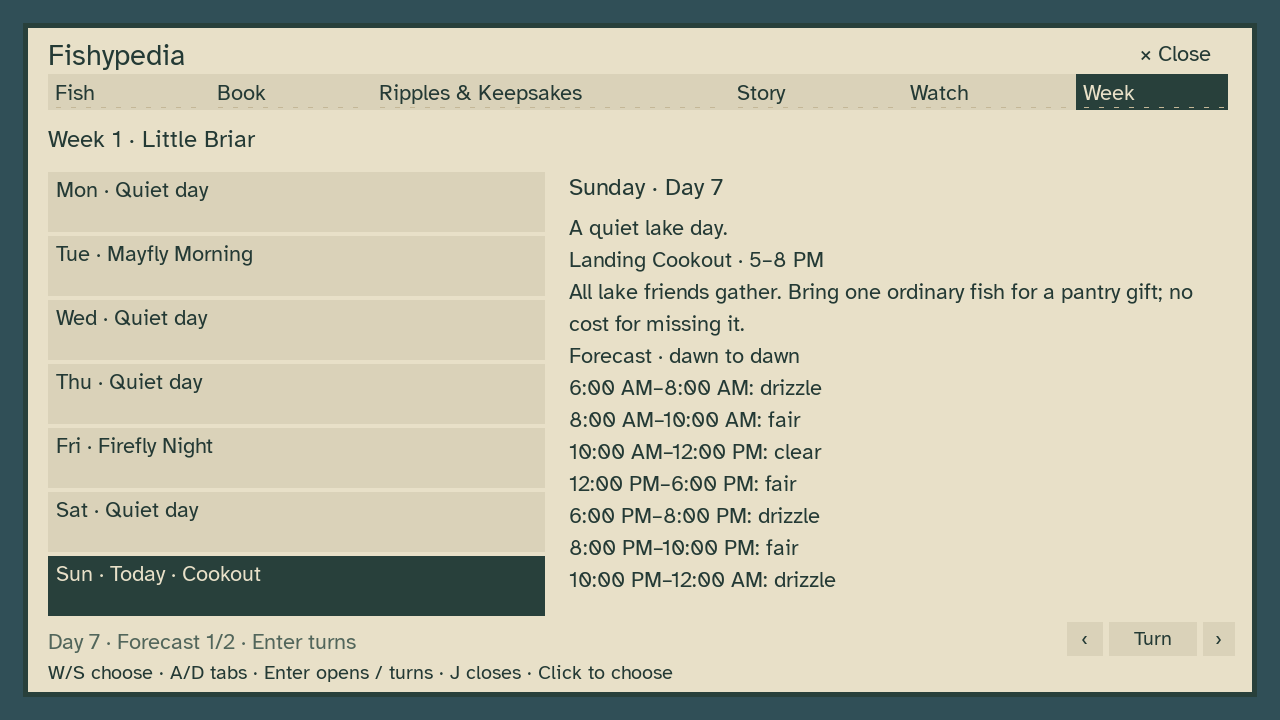 Fishypedia
× Close
Fish
Book
Ripples & Keepsakes
Story
Watch
Week
Week 1 · Little Briar
Mon · Quiet day
Tue · Mayfly Morning
Wed · Quiet day
Thu · Quiet day
Fri · Firefly Night
Sat · Quiet day
Sun · Today · Cookout
Sunday · Day 7
A quiet lake day.
Landing Cookout · 5–8 PM
All lake friends gather. Bring one ordinary fish for a pantry gift; no
cost for missing it.
Forecast · dawn to dawn
6:00 AM–8:00 AM: drizzle
8:00 AM–10:00 AM: fair
10:00 AM–12:00 PM: clear
12:00 PM–6:00 PM: fair
6:00 PM–8:00 PM: drizzle
8:00 PM–10:00 PM: fair
10:00 PM–12:00 AM: drizzle
Day 7 · Forecast 1/2 · Enter turns
‹ Turn ›
W/S choose · A/D tabs · Enter opens / turns · J closes · Click to choose